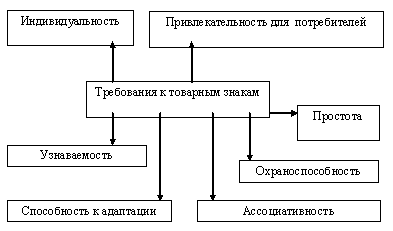 Индивидуальность
Привлекательность для потребителей
Требования к товарным знакам
Простота
Узнаваемость
Охраноспособность
Способность к адаптации
Ассоциативность